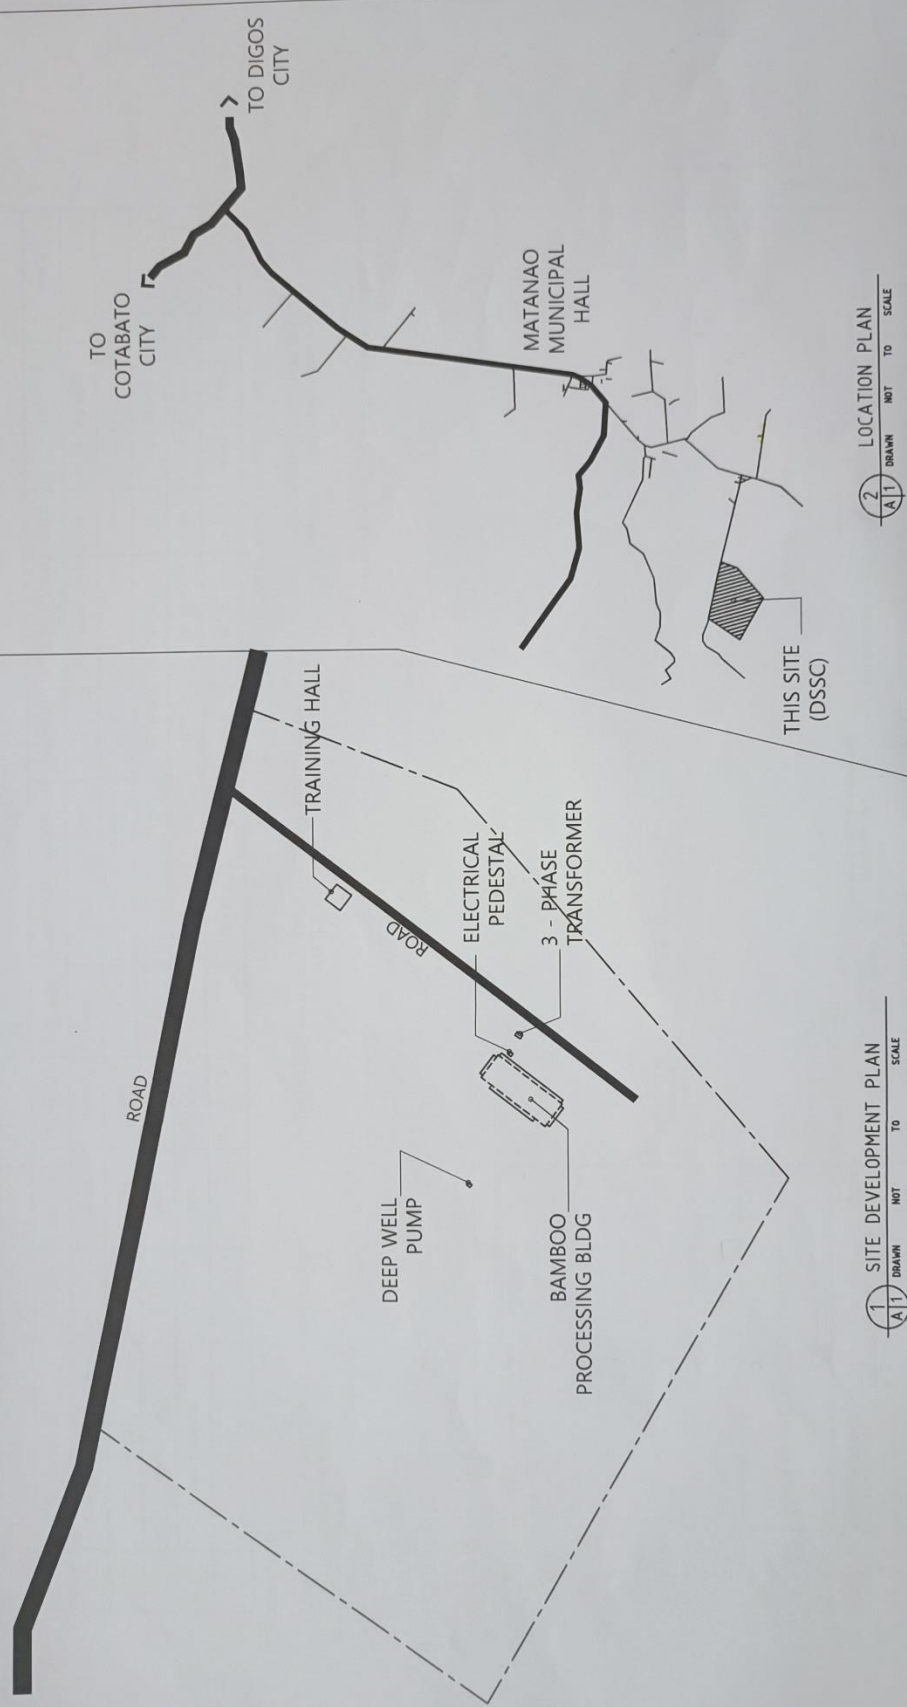 ROAD
TRAINING HALL
ROAD
ELECTRICAL
PEDESTAL
3 - PHASE
TRANSFORMER
DEEP WELL
PUMP
BAMBOO
PROCESSING BLDG
1
A 1
SITE DEVELOPMENT PLAN
DRAWN NOT TO SCALE
TO
COTABATO
CITY
TO DIGOS
CITY
MATANAO
MUNICIPAL
HALL
THIS SITE
(DSSC)
2
A 1
LOCATION PLAN
DRAWN NOT TO SCALE